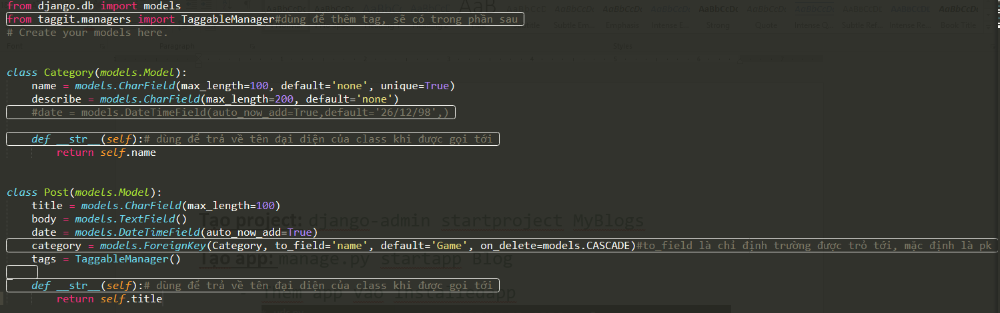 from django.db import models
from taggit.managers import TaggableManager#dùng để thêm tag, sẽ có trong phần sau
# Create your models here.
Font
Paragraph
Styles
class Category(models.Model):
name = models.CharField(max_length=100, default='none', unique=True)
describe = models.CharField(max_length=200, default='none')
#date = models.DateTimeField(auto_now_add=True,default='26/12/98',)
def __str__(self):# dùng để trả về tên đại diện của class khi được gọi tới
return self.name
class Post(models.Model):
title = models.CharField(max_length=100)
body = models.TextField()
Tạo project: django-admin startproject MyBlogs
date = models.DateTimeField(auto_now_add=True)
category = models.ForeignKey(Category, to_field='name', default='Game', on_delete=models.CASCADE)#to_field là chỉ định trường được trỏ tới, mặc định là pk
tags = TaggableManager()
Tạo app: manage.py startapp Blog
def __str__(self):# dùng để trả về tên đại diện của class khi được gọi tới
Thêm app vào installedapp
return self.title